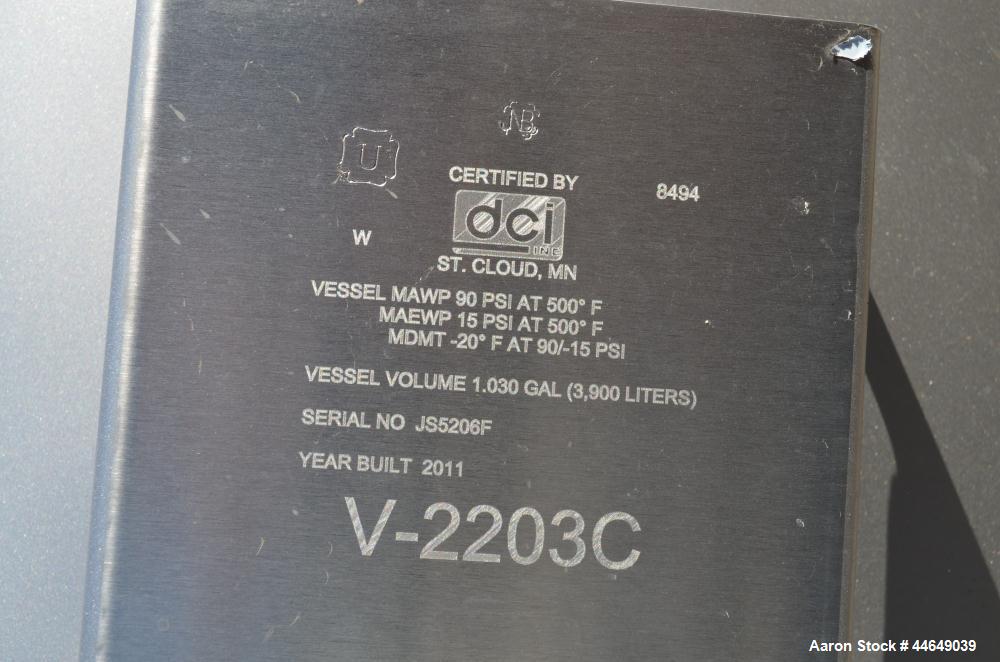 NB
U
CERTIFIED BY
8494
dci
INC
W
ST. CLOUD, MN
VESSEL MAWP 90 PSI AT 500° F
MAEWP 15 PSI AT 500° F
MDMT -20° F AT 90/-15 PSI
VESSEL VOLUME 1.030 GAL (3,900 LITERS)
SERIAL NO JS5206F
YEAR BUILT 2011
V-2203C
Aaron Stock # 44649039